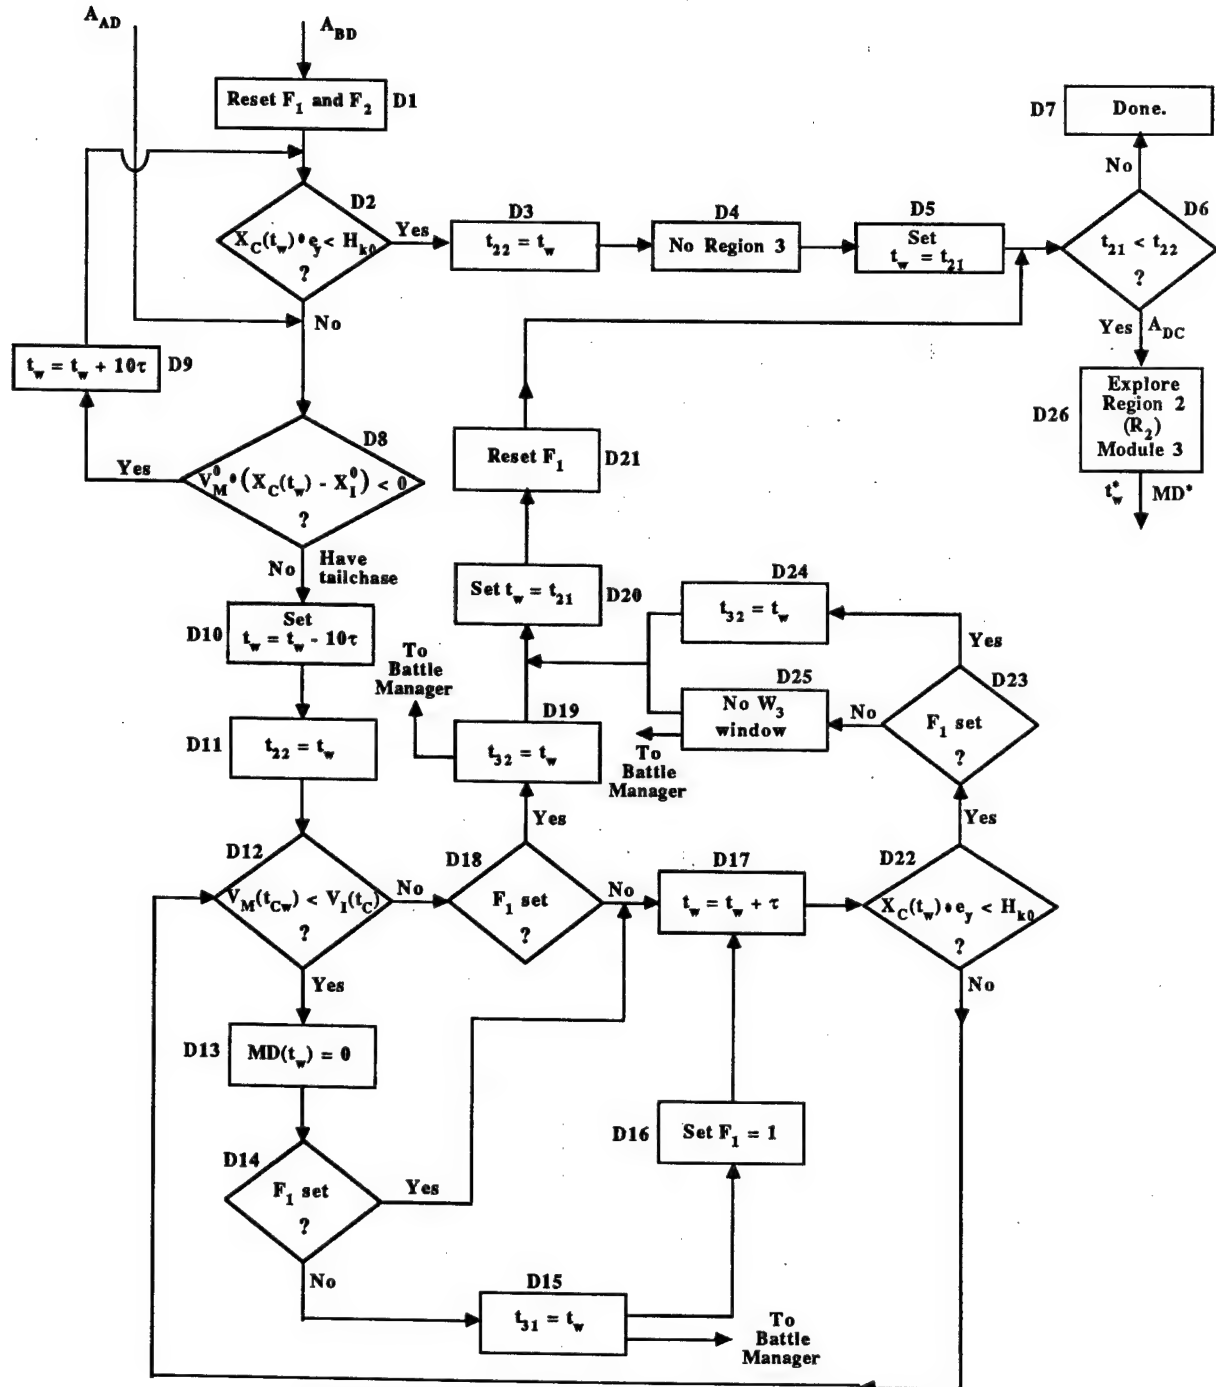 A_AD
A_BD
Reset F_1 and F_2
D1
D7
Done.
No
D2
X_C(t_w)•e_y < H_k0
?
Yes
D3
t_22 = t_w
D4
No Region 3
D5
Set
t_w = t_21
D6
t_21 < t_22
?
No
Yes
A_DC
t_w = t_w + 10τ
D9
D26
Explore
Region 2
(R_2)
Module 3
t_w^*
MD*
D8
V_M^0•(X_C(t_w) - X_I^0) < 0
?
Yes
Reset F_1
D21
No
Have
tailchase
D10
Set
t_w = t_w - 10τ
Set t_w = t_21
D20
D24
t_32 = t_w
Yes
To
Battle
Manager
D25
No W_3
window
No
D23
F_1 set
?
D11
t_22 = t_w
D19
t_32 = t_w
To
Battle
Manager
Yes
Yes
D12
V_M(t_Cw) < V_I(t_C)
?
No
D18
F_1 set
?
No
D17
t_w = t_w + τ
D22
X_C(t_w)•e_y < H_k0
?
Yes
No
D13
MD(t_w) = 0
D16
Set F_1 = 1
D14
F_1 set
?
Yes
No
D15
t_31 = t_w
To
Battle
Manager